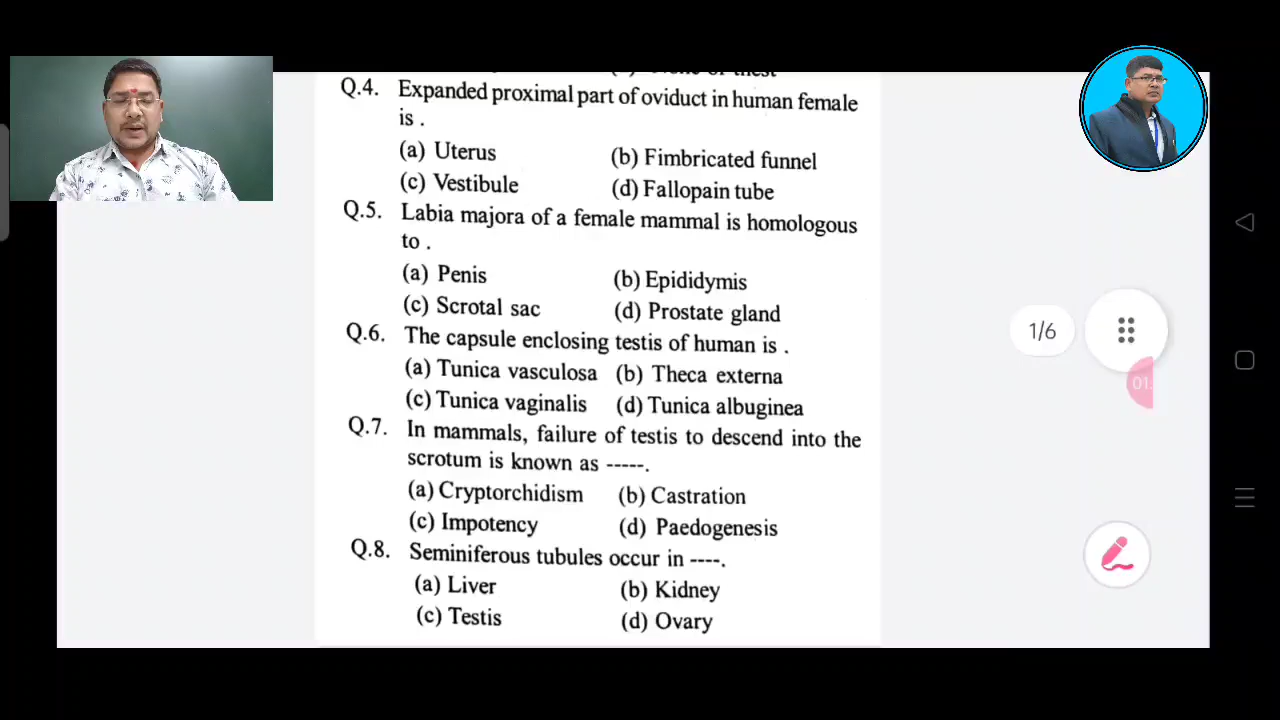 Q.4. Expanded proximal part of oviduct in human female
is .
(a) Uterus (b) Fimbricated funnel
(c) Vestibule (d) Fallopain tube
Q.5. Labia majora of a female mammal is homologous
to .
(a) Penis (b) Epididymis
(c) Scrotal sac (d) Prostate gland
Q.6. The capsule enclosing testis of human is .
(a) Tunica vasculosa (b) Theca externa
(c) Tunica vaginalis (d) Tunica albuginea
Q.7. In mammals, failure of testis to descend into the
scrotum is known as -----.
(a) Cryptorchidism (b) Castration
(c) Impotency (d) Paedogenesis
Q.8. Seminiferous tubules occur in ----.
(a) Liver (b) Kidney
(c) Testis (d) Ovary
1/6
01.